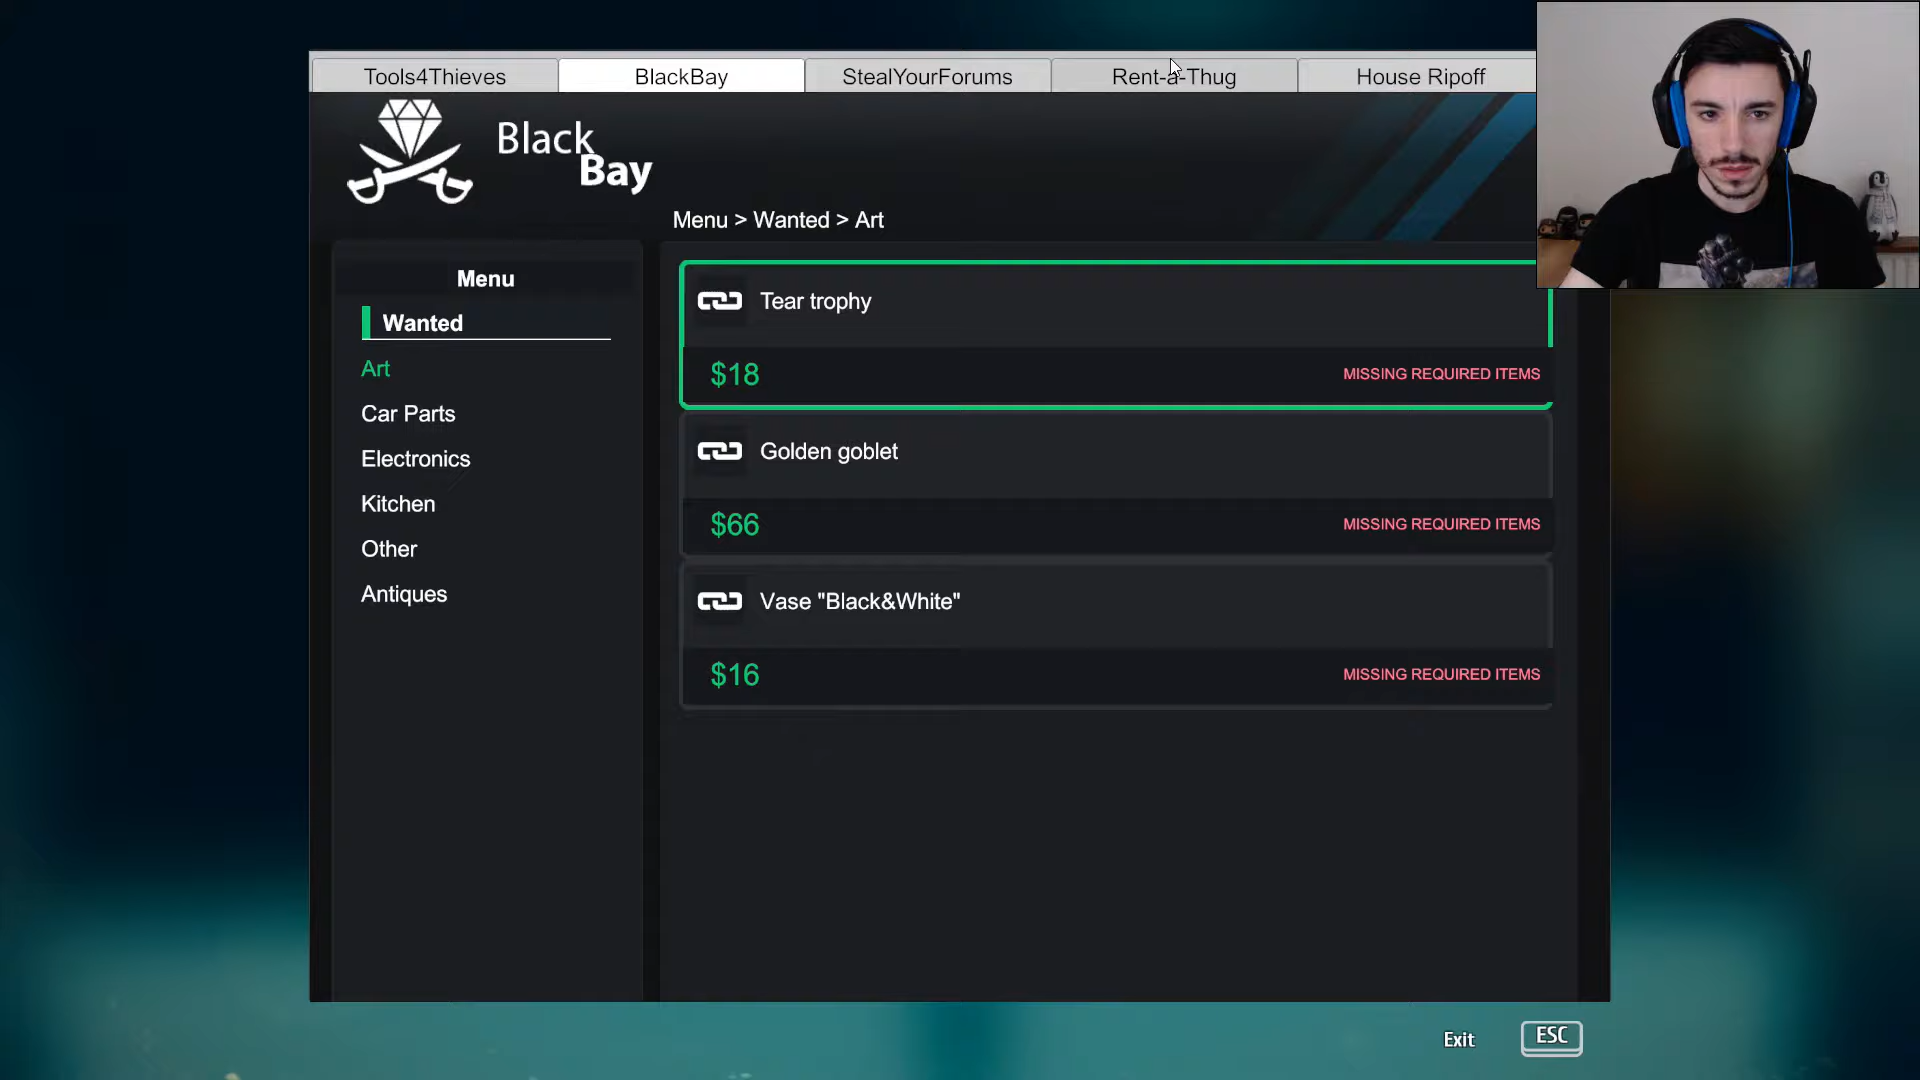 Tools4Thieves
BlackBay
StealYourForums
Rent-a-Thug
House Ripoff
Black
Bay
Menu > Wanted > Art
Menu
Wanted
Art
Car Parts
Electronics
Kitchen
Other
Antiques
Tear trophy
$18
MISSING REQUIRED ITEMS
Golden goblet
$66
MISSING REQUIRED ITEMS
Vase "Black&White"
$16
MISSING REQUIRED ITEMS
Exit
ESC